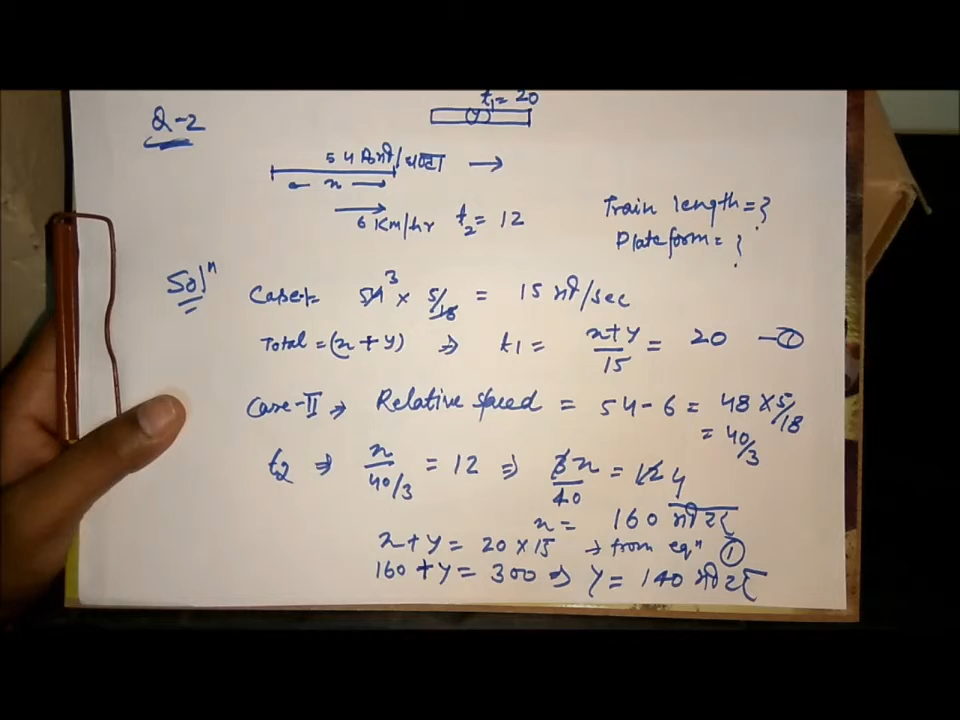 t₁ = 20
Q-2
y
54 किमी/घण्टा →
← x →
6 Km/hr t₂ = 12
Train length = ?
Plateform = ?
Solⁿ
Case-I = 54 3 × 5/18 = 15 मी/sec
Total = (x + y) ⇒ t₁ = x+y/15 = 20 —①
Case-II ⇒ Relative speed = 54 - 6 = 48 × 5/18
= 40/3
t₂ ⇒ x/40/3 = 12 ⇒ 3x/40 = 12 4
x = 160 मीटर
x + y = 20 × 15 → from eqⁿ ①
160 + y = 300 ⇒ y = 140 मीटर